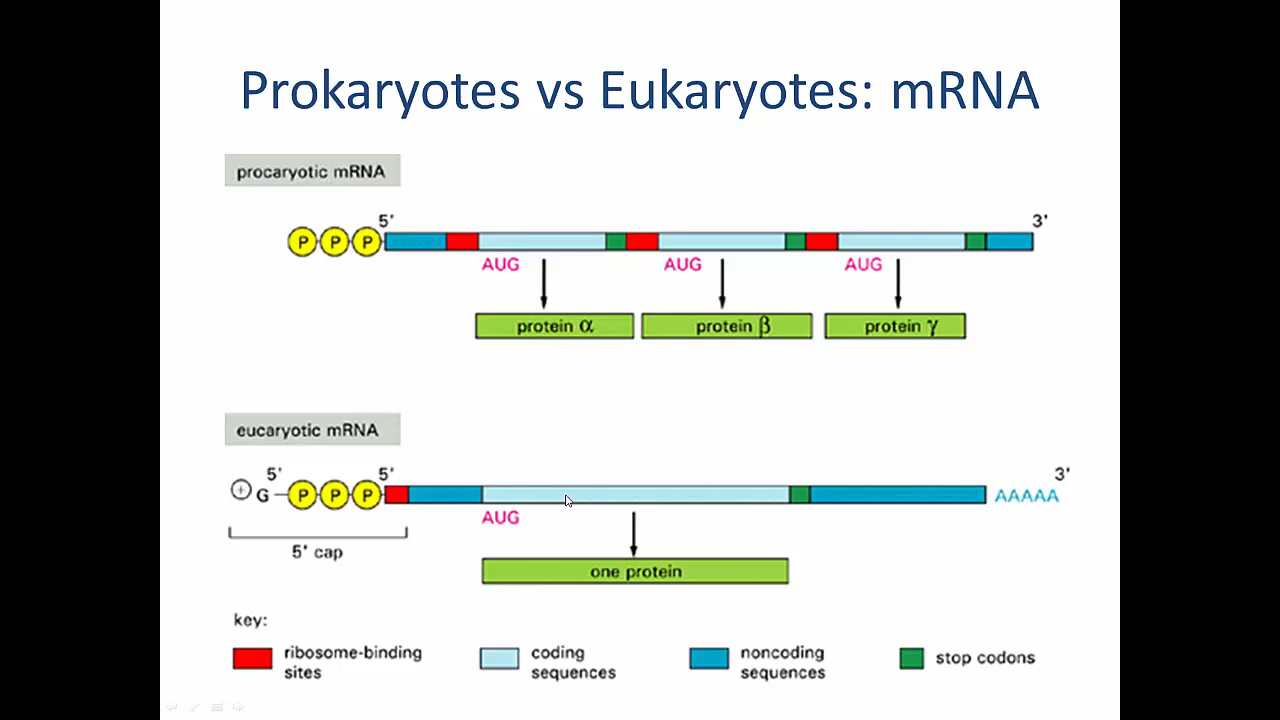 Prokaryotes vs Eukaryotes: mRNA
procaryotic mRNA
5' 3'
P P P
AUG AUG AUG
protein α protein β protein γ
eucaryotic mRNA
5' 5' 3'
+ G P P P AAAAA
AUG
5' cap
one protein
key:
ribosome-binding
sites
coding
sequences
noncoding
sequences
stop codons